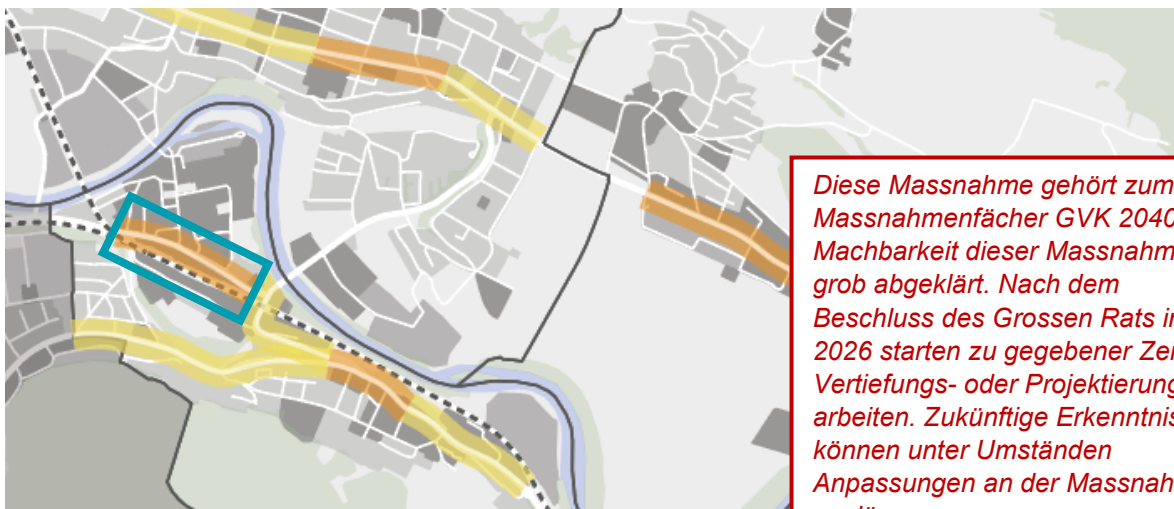 Diese Massnahme gehört zum
Massnahmenfächer GVK 2040
Machbarkeit dieser Massnahm
grob abgeklärt. Nach dem
Beschluss des Grossen Rats i
2026 starten zu gegebener Zei
Vertiefungs- oder Projektierung
arbeiten. Zukünftige Erkenntnis
können unter Umständen
Anpassungen an der Massnah